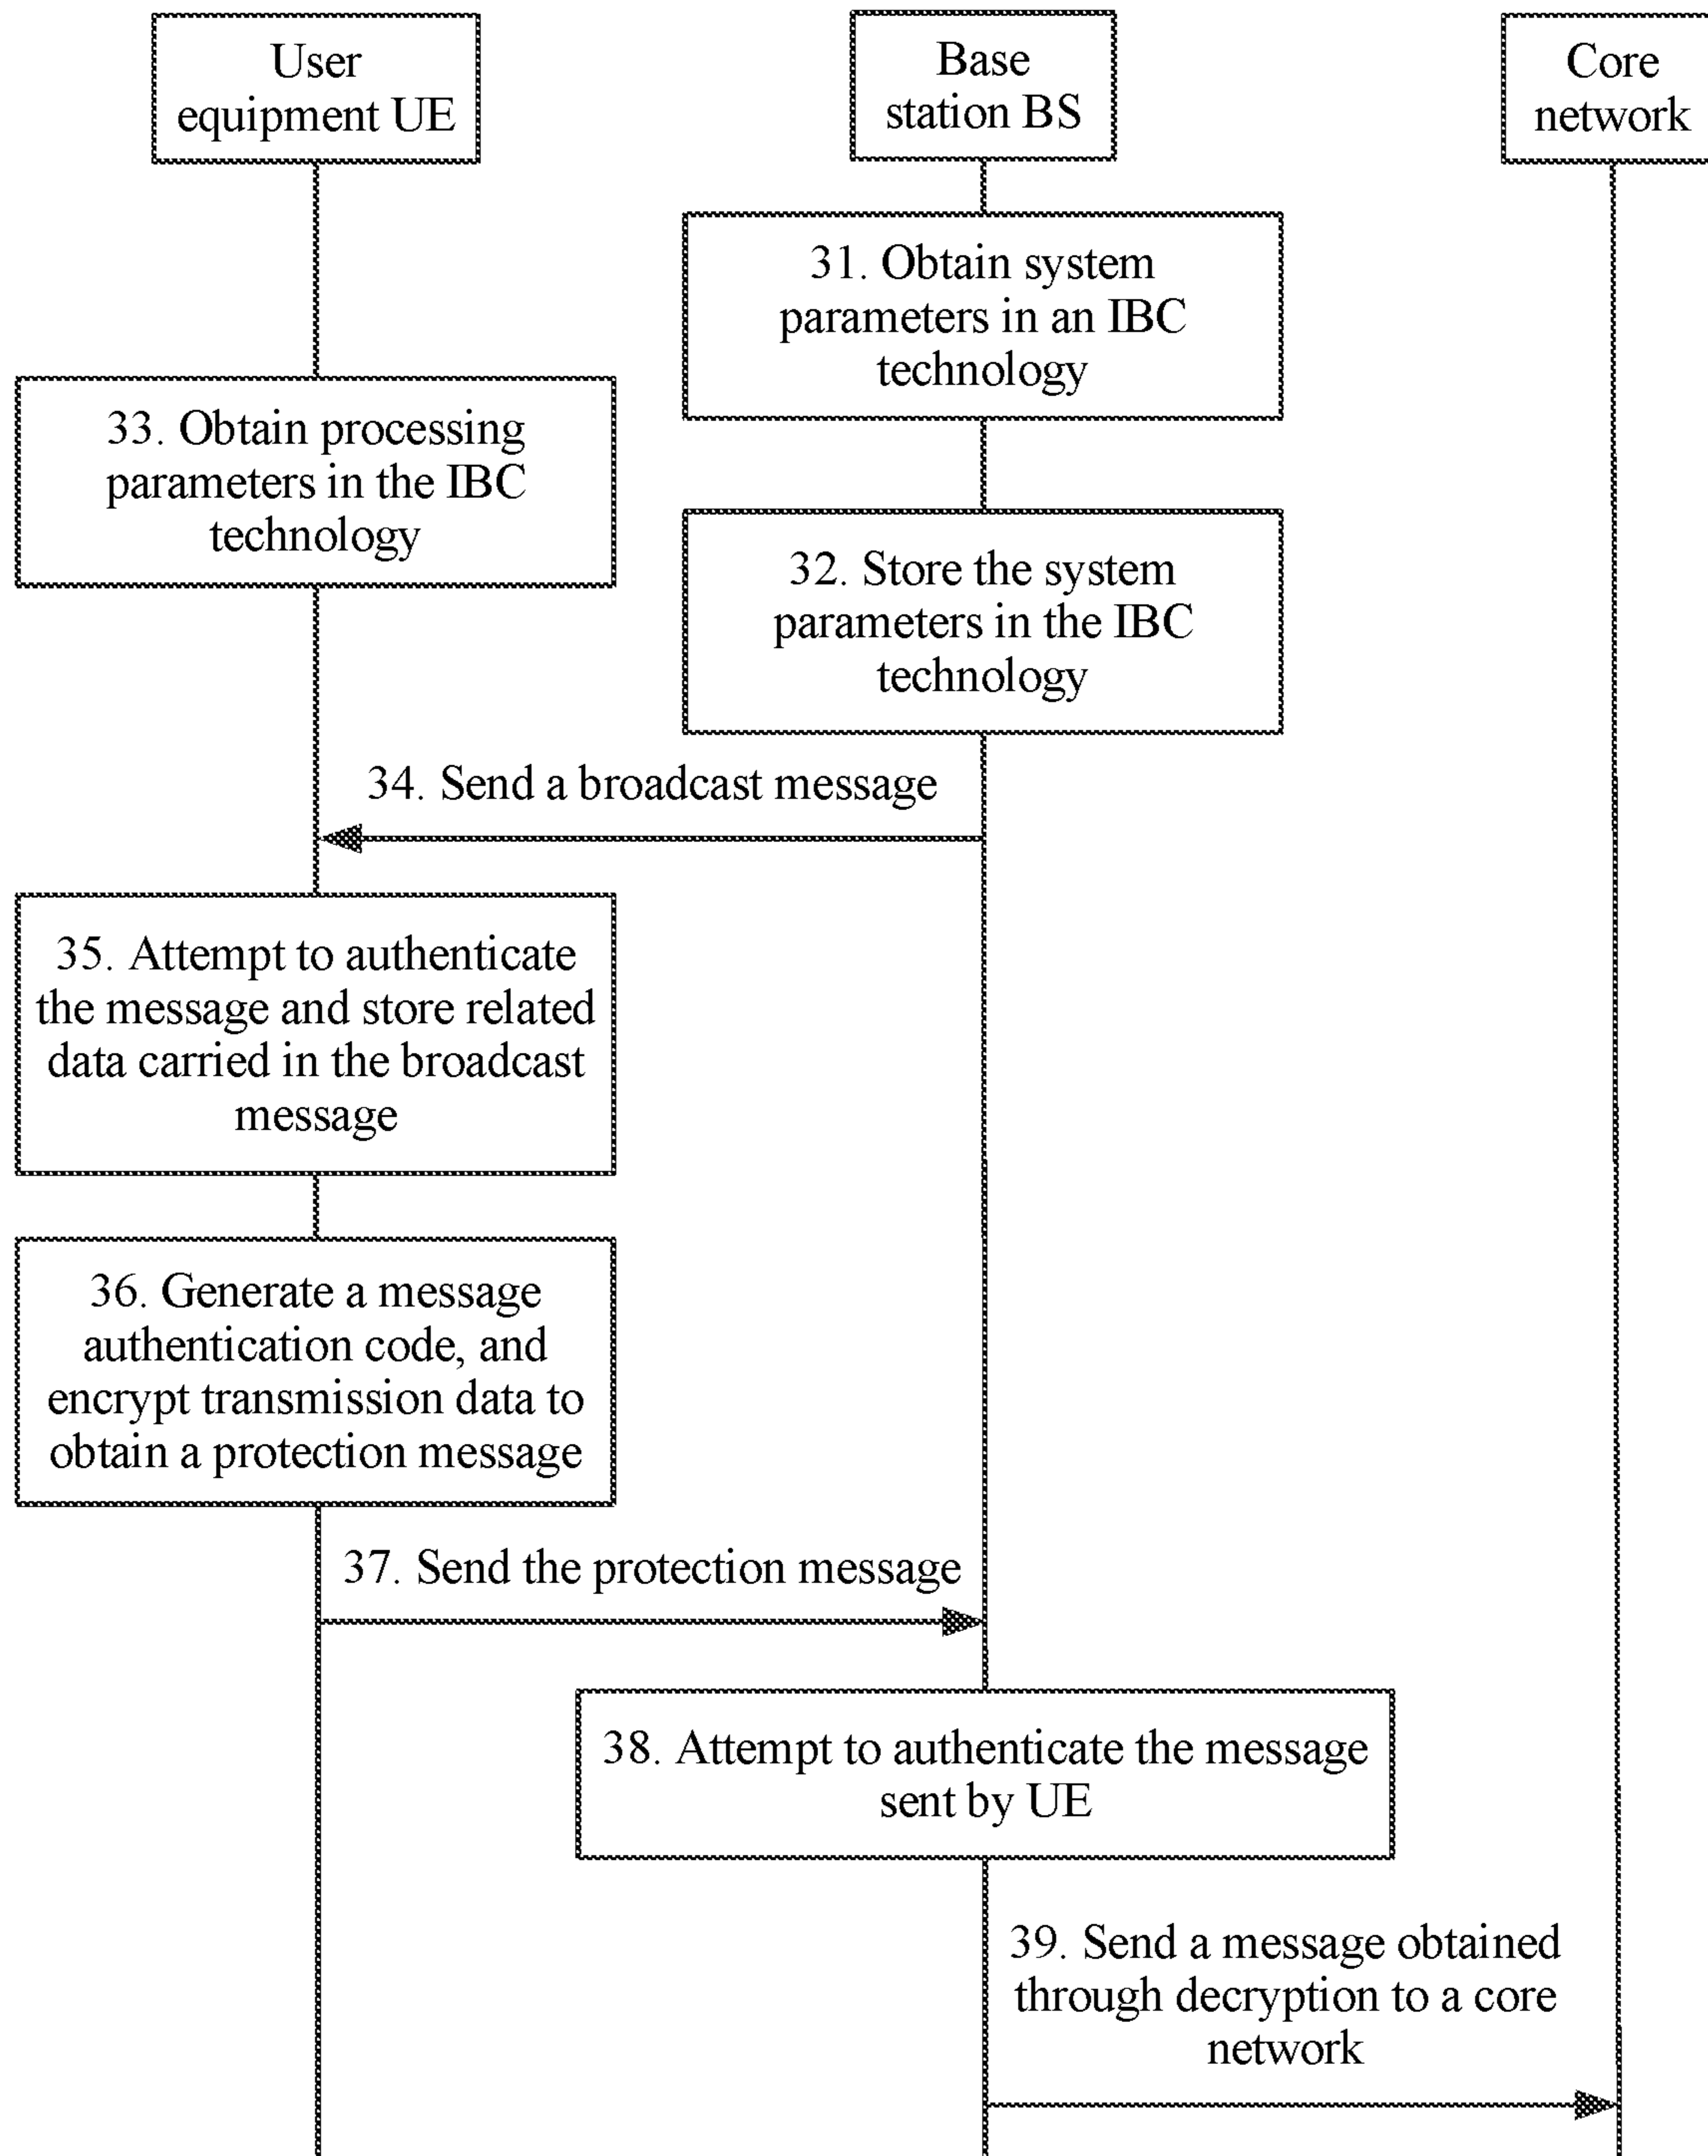 User
equipment UE
Base
station BS
Core
network
31. Obtain system
parameters in an IBC
technology
33. Obtain processing
parameters in the IBC
technology
32. Store the system
parameters in the IBC
technology
34. Send a broadcast message
35. Attempt to authenticate
the message and store related
data carried in the broadcast
message
36. Generate a message
authentication code, and
encrypt transmission data to
obtain a protection message
37. Send the protection message
38. Attempt to authenticate the message
sent by UE
39. Send a message obtained
through decryption to a core
network